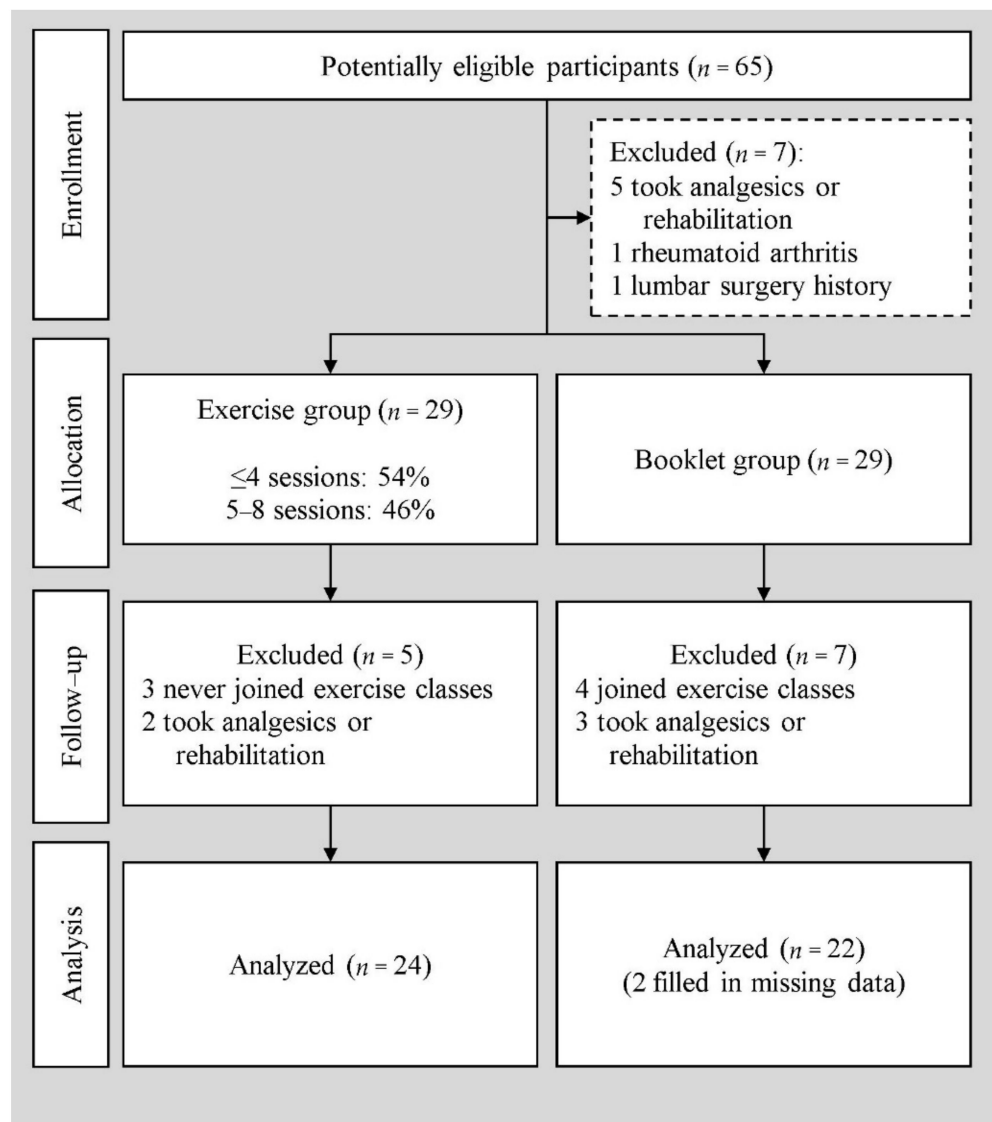 Enrollment
Potentially eligible participants (n = 65)
Excluded (n = 7):
5 took analgesics or
rehabilitation
1 rheumatoid arthritis
1 lumbar surgery history
Allocation
Exercise group (n = 29)
≤4 sessions: 54%
5–8 sessions: 46%
Booklet group (n = 29)
Follow–up
Excluded (n = 5)
3 never joined exercise classes
2 took analgesics or
rehabilitation
Excluded (n = 7)
4 joined exercise classes
3 took analgesics or
rehabilitation
Analysis
Analyzed (n = 24)
Analyzed (n = 22)
(2 filled in missing data)